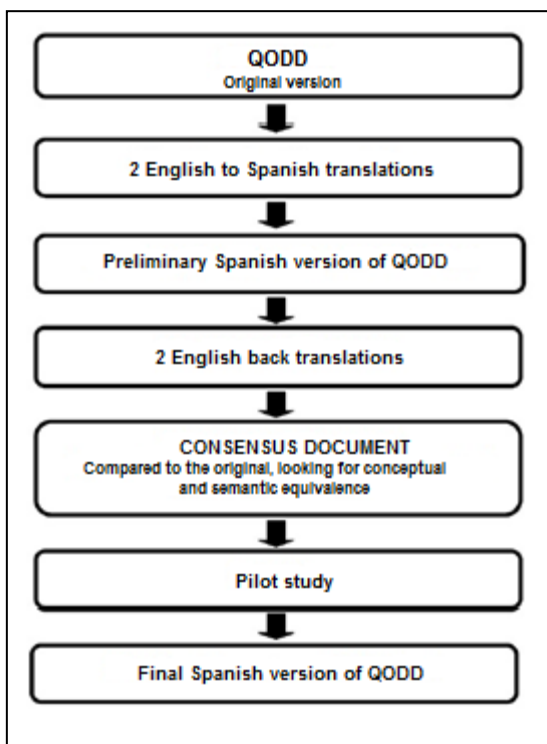 QODD
Original version
2 English to Spanish translations
Preliminary Spanish version of QODD
2 English back translations
CONSENSUS DOCUMENT
Compared to the original, looking for conceptual
and semantic equivalence
Pilot study
Final Spanish version of QODD